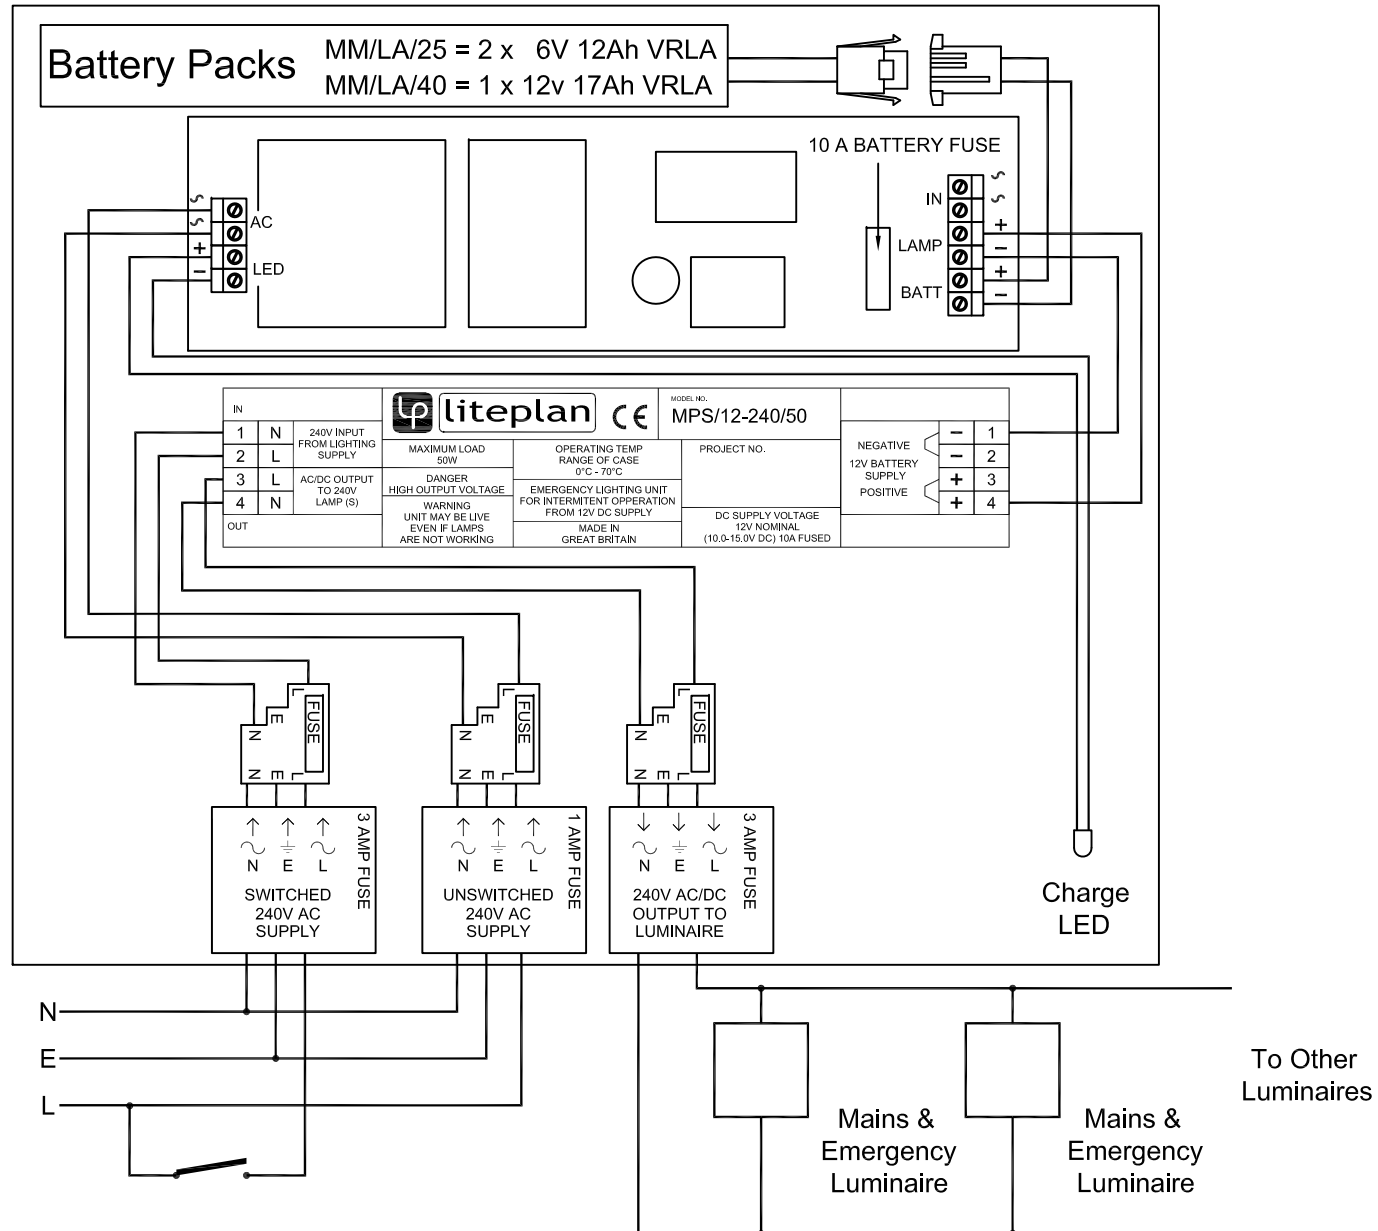 Battery Packs
MM/LA/25 = 2 x 6V 12Ah VRLA
MM/LA/40 = 1 x 12v 17Ah VRLA
10 A BATTERY FUSE
AC
+
LED
−
IN
+
LAMP
−
+
BATT
−
IN
1 N
2 L
3 L
4 N
OUT
240V INPUT
FROM LIGHTING
SUPPLY
AC/DC OUTPUT
TO 240V
LAMP (S)
Lp liteplan CE
MODEL NO.
MPS/12-240/50
MAXIMUM LOAD
50W
DANGER
HIGH OUTPUT VOLTAGE
WARNING
UNIT MAY BE LIVE
EVEN IF LAMPS
ARE NOT WORKING
OPERATING TEMP
RANGE OF CASE
0°C - 70°C
EMERGENCY LIGHTING UNIT
FOR INTERMITENT OPPERATION
FROM 12V DC SUPPLY
MADE IN
GREAT BRITAIN
PROJECT NO.
DC SUPPLY VOLTAGE
12V NOMINAL
(10.0-15.0V DC) 10A FUSED
NEGATIVE
12V BATTERY
SUPPLY
POSITIVE
− 1
− 2
+ 3
+ 4
L
E
N
FUSE
N E L
L
E
N
FUSE
N E L
L
E
N
FUSE
N E L
N E L
3 AMP FUSE
SWITCHED
240V AC
SUPPLY
N E L
1 AMP FUSE
UNSWITCHED
240V AC
SUPPLY
N E L
3 AMP FUSE
240V AC/DC
OUTPUT TO
LUMINAIRE
Charge
LED
N
E
L
Mains &
Emergency
Luminaire
Mains &
Emergency
Luminaire
To Other
Luminaires